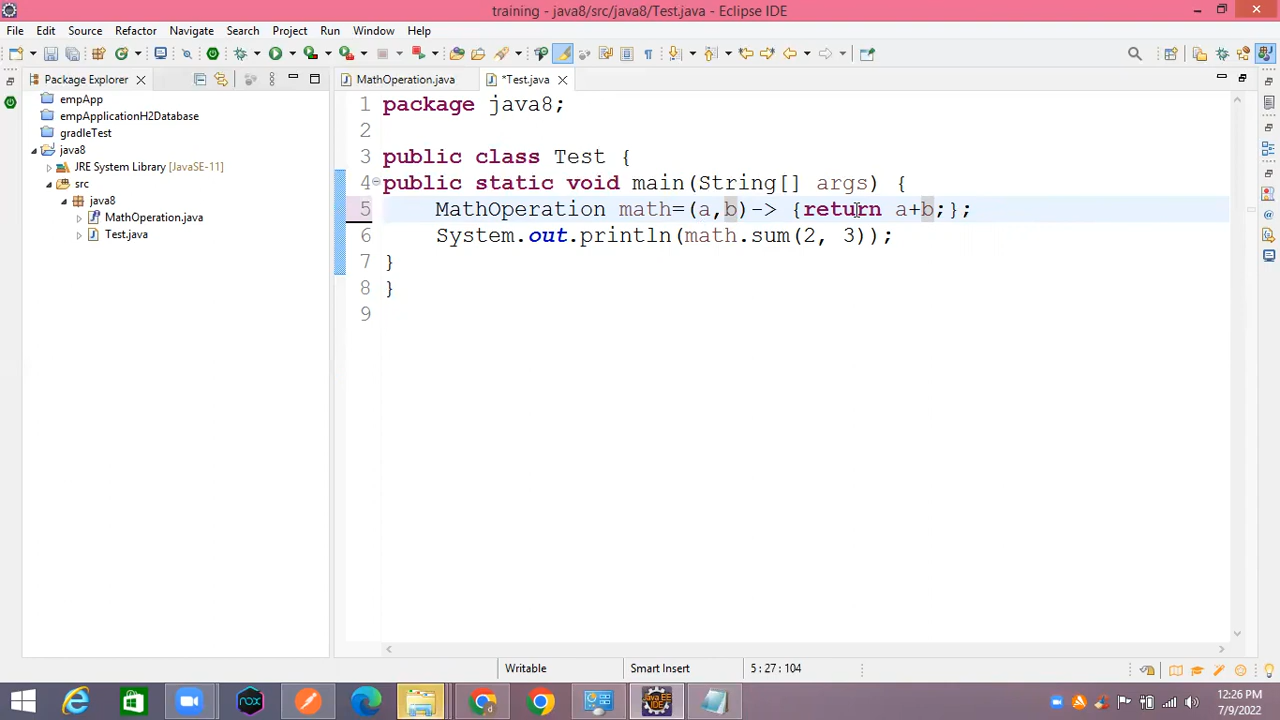 training - java8/src/java8/Test.java - Eclipse IDE
File Edit Source Refactor Navigate Search Project Run Window Help
Package Explorer
MathOperation.java
*Test.java
empApp
empApplicationH2Database
gradleTest
java8
JRE System Library [JavaSE-11]
src
java8
MathOperation.java
Test.java
1 package java8;
2
3 public class Test {
4 public static void main(String[] args) {
5 MathOperation math=(a,b)-> {return a+b;};
6 System.out.println(math.sum(2, 3));
7 }
8 }
9
Writable
Smart Insert
5 : 27 : 104
nox
Java EE
IDE
12:26 PM
7/9/2022